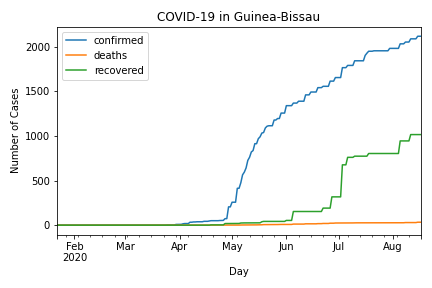 COVID-19 in Guinea-Bissau
confirmed
deaths
recovered
Number of Cases
2000
1500
1000
500
0
Feb
2020
Mar
Apr
May
Jun
Jul
Aug
Day